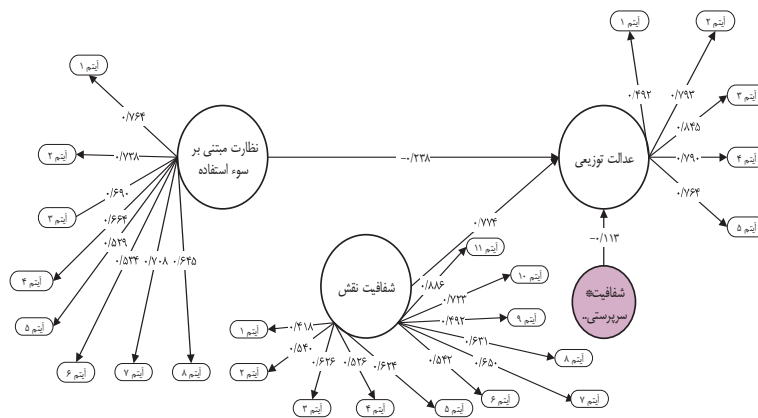 آیتم ۱
۰/۷۶۴
آیتم ۲
۰/۷۳۸
آیتم ۳
۰/۶۹۰
آیتم ۴
۰/۶۶۴
آیتم ۵
۰/۵۲۹
آیتم ۶
۰/۵۳۴
آیتم ۷
۰/۷۰۸
آیتم ۸
۰/۶۴۵
نظارت مبتنی بر
سوء استفاده
-۰/۲۳۸
عدالت توزیعی
آیتم ۱
۰/۴۹۲
آیتم ۲
۰/۷۹۳
آیتم ۳
۰/۸۴۵
آیتم ۴
۰/۷۹۰
آیتم ۵
۰/۷۶۴
-۰/۱۱۳
شفافیت*
سرپرستی..
شفافیت نقش
۰/۷۷۴
آیتم ۱۱
۰/۸۸۶
آیتم ۱۰
۰/۷۲۳
آیتم ۹
۰/۴۹۲
آیتم ۸
۰/۶۳۱
آیتم ۷
۰/۶۵۰
آیتم ۶
۰/۵۴۲
آیتم ۵
۰/۶۲۴
آیتم ۴
۰/۵۲۶
آیتم ۳
۰/۶۲۶
آیتم ۲
۰/۵۴۰
آیتم ۱
۰/۴۱۸